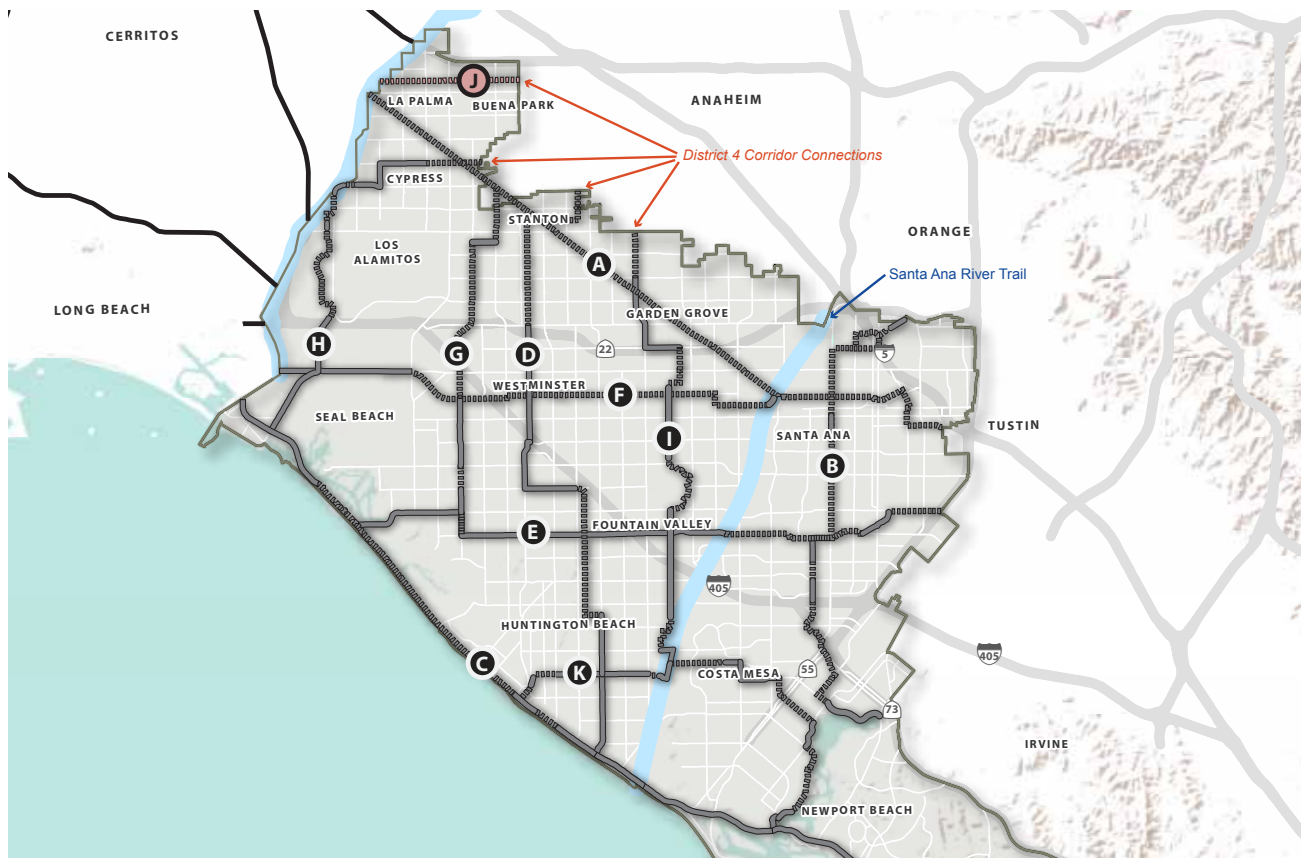 CERRITOS
J
LA PALMA
BUENA PARK
ANAHEIM
District 4 Corridor Connections
CYPRESS
STANTON
ORANGE
LOS
ALAMITOS
A
Santa Ana River Trail
LONG BEACH
GARDEN GROVE
H
G
D
22
5
WESTMINSTER
F
SEAL BEACH
I
SANTA ANA
TUSTIN
B
E
FOUNTAIN VALLEY
405
HUNTINGTON BEACH
405
C
K
COSTA MESA
55
73
IRVINE
NEWPORT BEACH